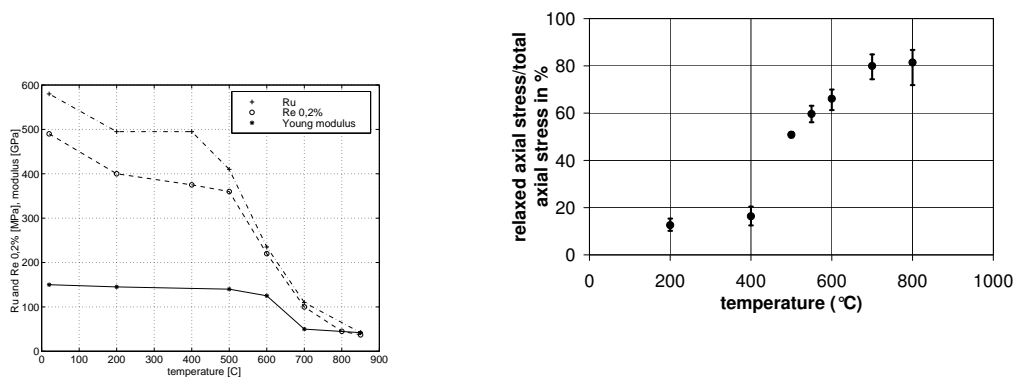 600
500
400
300
200
100
0
Ru and Re 0,2% [MPa], modulus [GPa]
Ru
Re 0,2%
Young modulus
0 100 200 300 400 500 600 700 800 900
temperature [C]
100
80
60
40
20
0
relaxed axial stress/total
axial stress in %
0 200 400 600 800 1000
temperature (°C)